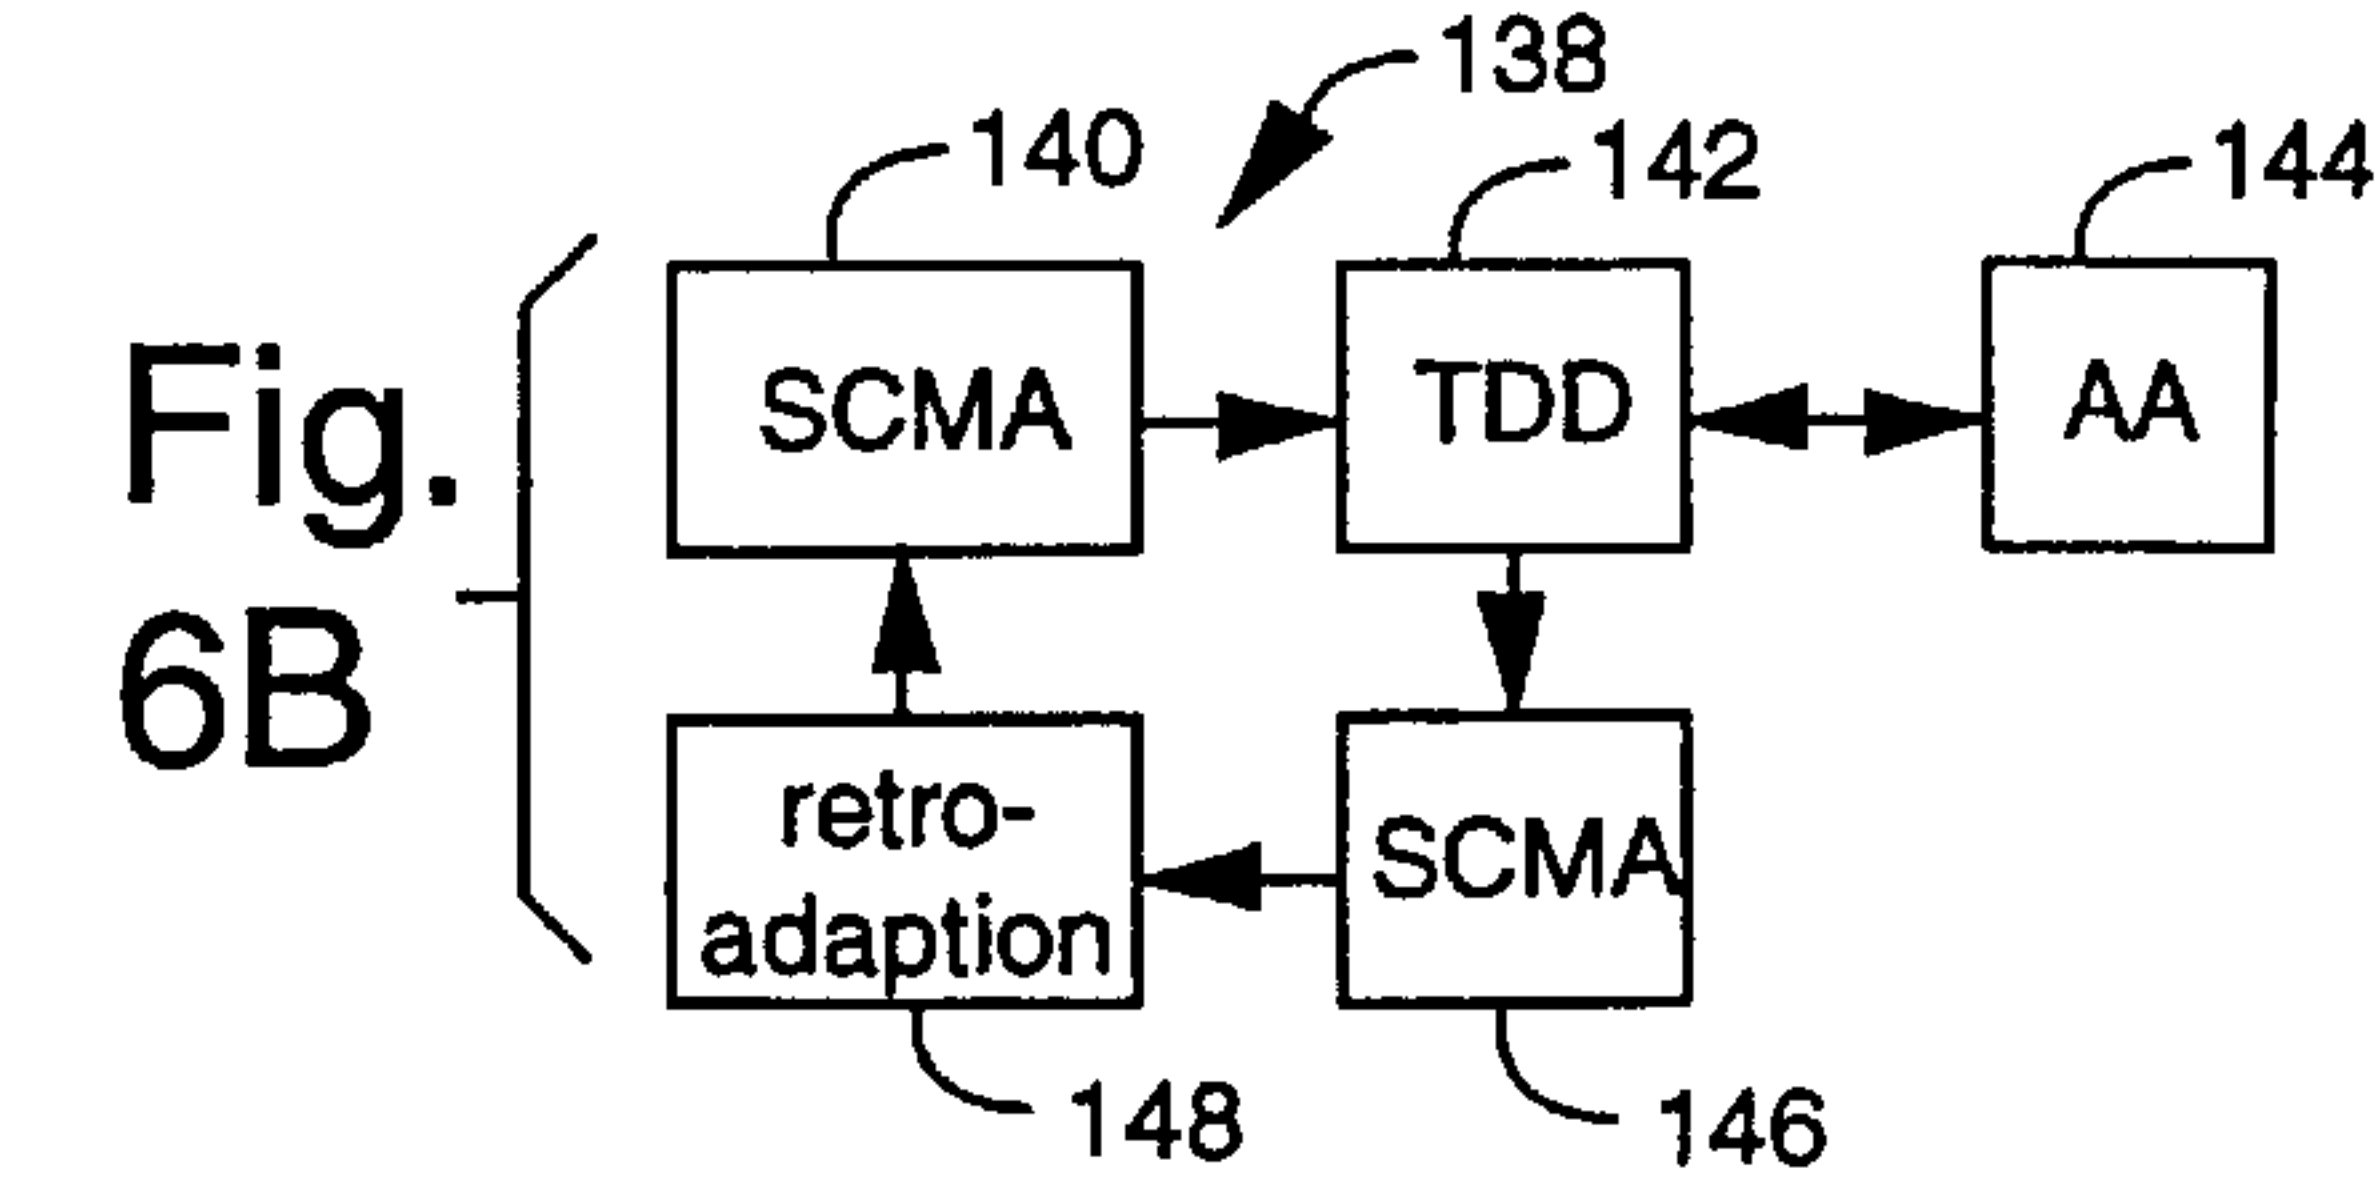 138
140
142
144
SCMA
TDD
AA
Fig.
6B
retro-
adaption
SCMA
148
146